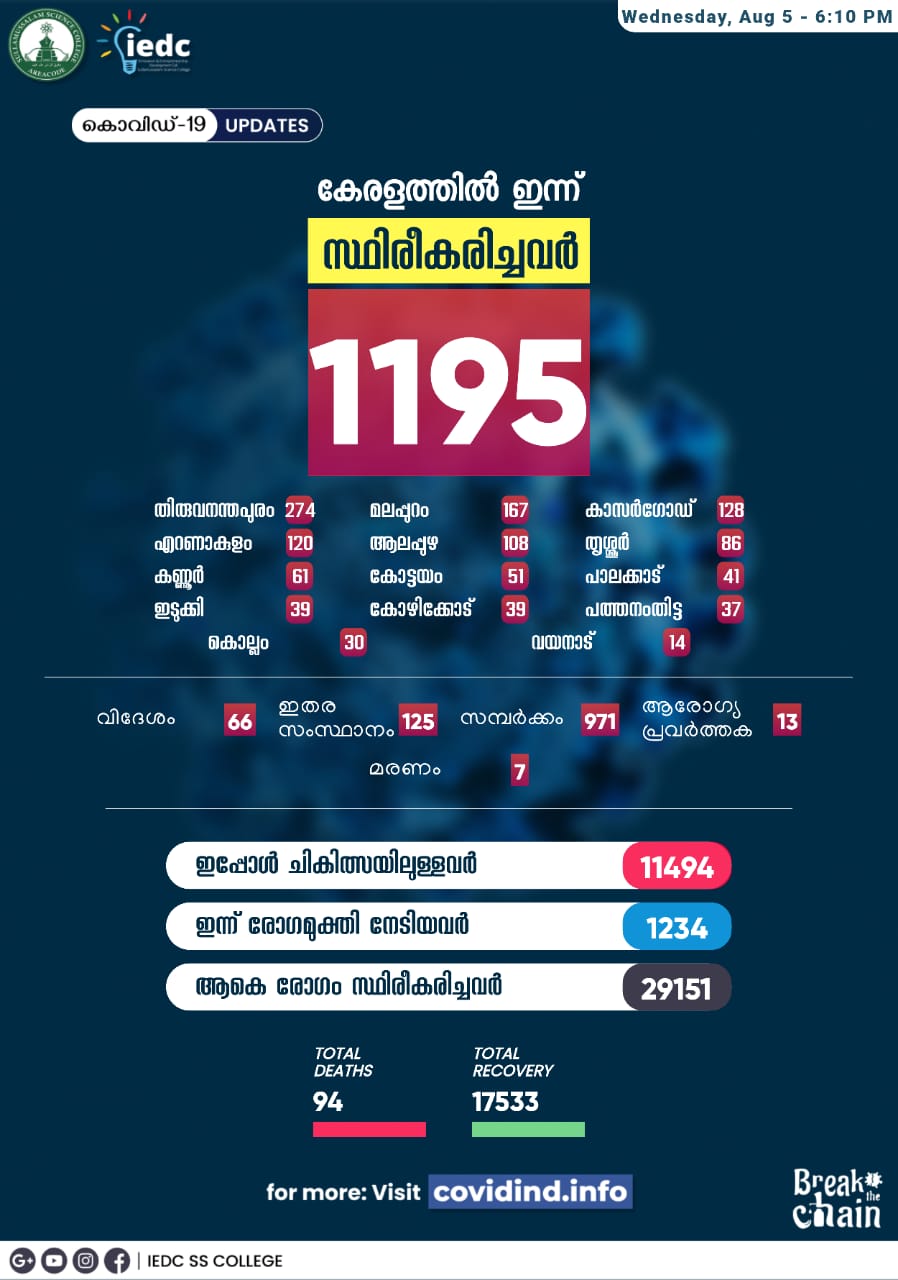 Wednesday, Aug 5 - 6:10 PM
SULLAMUSSALAM SCIENCE COLLEGE
AREACODE
iedc
കൊവിഡ്-19 UPDATES
കേരളത്തിൽ ഇന്ന്
സ്ഥിരീകരിച്ചവർ
1195
തിരുവനന്തപുരം 274 മലപ്പുറം 167 കാസർഗോഡ് 128
എറണാകുളം 120 ആലപ്പുഴ 108 തൃശ്ശൂർ 86
കണ്ണൂർ 61 കോട്ടയം 51 പാലക്കാട് 41
ഇടുക്കി 39 കോഴിക്കോട് 39 പത്തനംതിട്ട 37
കൊല്ലം 30 വയനാട് 14
വിദേശം 66 ഇതര സംസ്ഥാനം 125 സമ്പർക്കം 971 ആരോഗ്യ പ്രവർത്തക 13
മരണം 7
ഇപ്പോൾ ചികിത്സയിലുള്ളവർ 11494
ഇന്ന് രോഗമുക്തി നേടിയവർ 1234
ആകെ രോഗം സ്ഥിരീകരിച്ചവർ 29151
TOTAL DEATHS 94
TOTAL RECOVERY 17533
for more: Visit covidind.info
Break the chain
IEDC SS COLLEGE